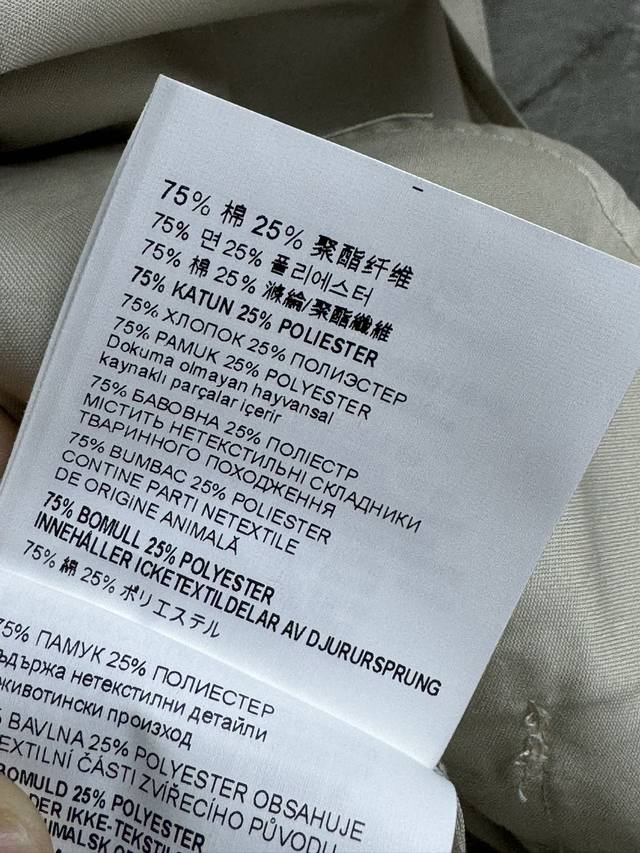 75% 棉 25% 聚酯纤维
75% 면 25% 폴리에스터
75% 棉 25% 滌綸/聚酯纖維
75% KATUN 25% POLIESTER
75% ХЛОПОК 25% ПОЛИЭСТЕР
75% PAMUK 25% POLYESTER
Dokuma olmayan hayvansal
kaynaklı parçalar içerir
75% БАВОВНА 25% ПОЛІЕСТР
МІСТИТЬ НЕТЕКСТИЛЬНІ СКЛАДНИКИ
ТВАРИННОГО ПОХОДЖЕННЯ
75% BUMBAC 25% POLIESTER
CONTINE PARTI NETEXTILE
DE ORIGINE ANIMALĂ
75% BOMULL 25% POLYESTER
INNEHÅLLER ICKETEXTILDELAR AV DJURURSPRUNG
75% 綿 25% ポリエステル
75% ПАМУК 25% ПОЛИЕСТЕР
нетекстилни детайли
животински произход
BAVLNA 25% POLYESTER OBSAHUJE
ČÁSTI ZVÍŘECÍHO PŮVODU
BOMULD 25% POLYESTER